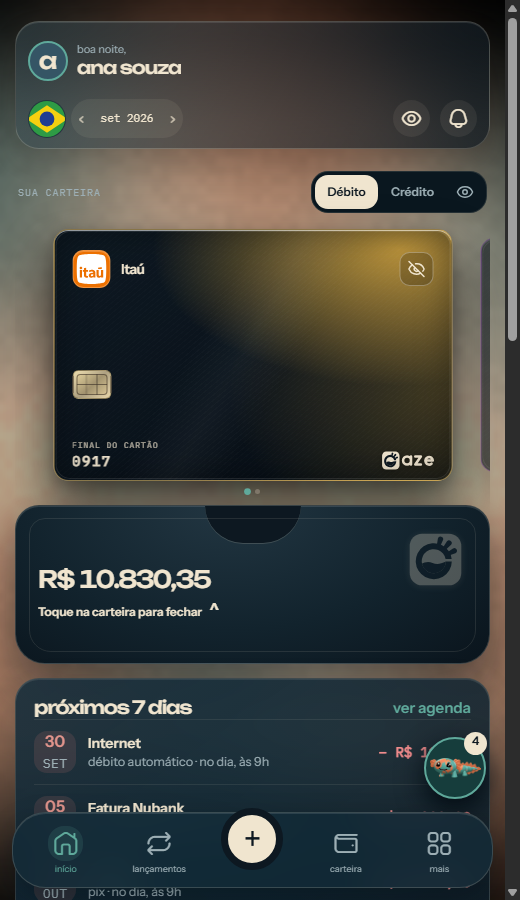 a
boa noite,
ana souza
set 2026
SUA CARTEIRA
Débito
Crédito
itaú
Itaú
FINAL DO CARTÃO
0917
aze
R$ 10.830,35
Toque na carteira para fechar ^
próximos 7 dias
ver agenda
30
SET
Internet
débito automático · no dia, às 9h
− R$
4
05
Fatura Nubank
+
início
lançamentos
carteira
mais
OUT
pix · no dia, às 9h